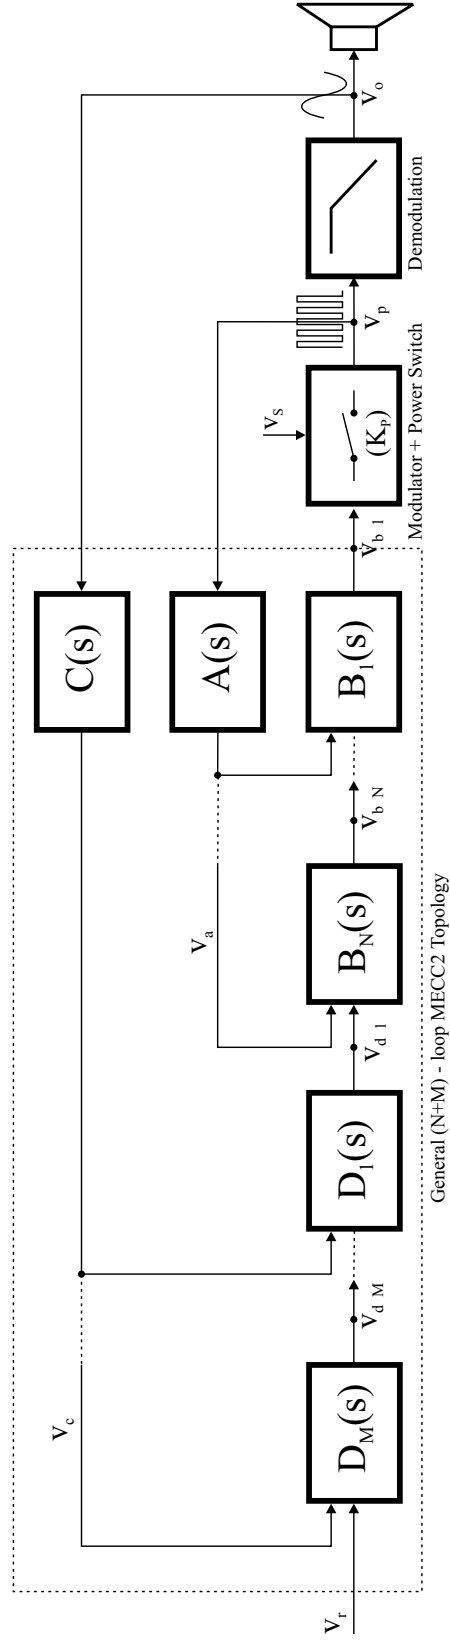 C(s)
V_c
A(s)
V_a
V_s
V_r
D_M(s)
V_d M
D_1(s)
V_d 1
B_N(s)
V_b N
B_1(s)
V_b 1
(K_p)
V_p
V_o
Modulator + Power Switch
Demodulation
General (N+M) - loop MECC2 Topology